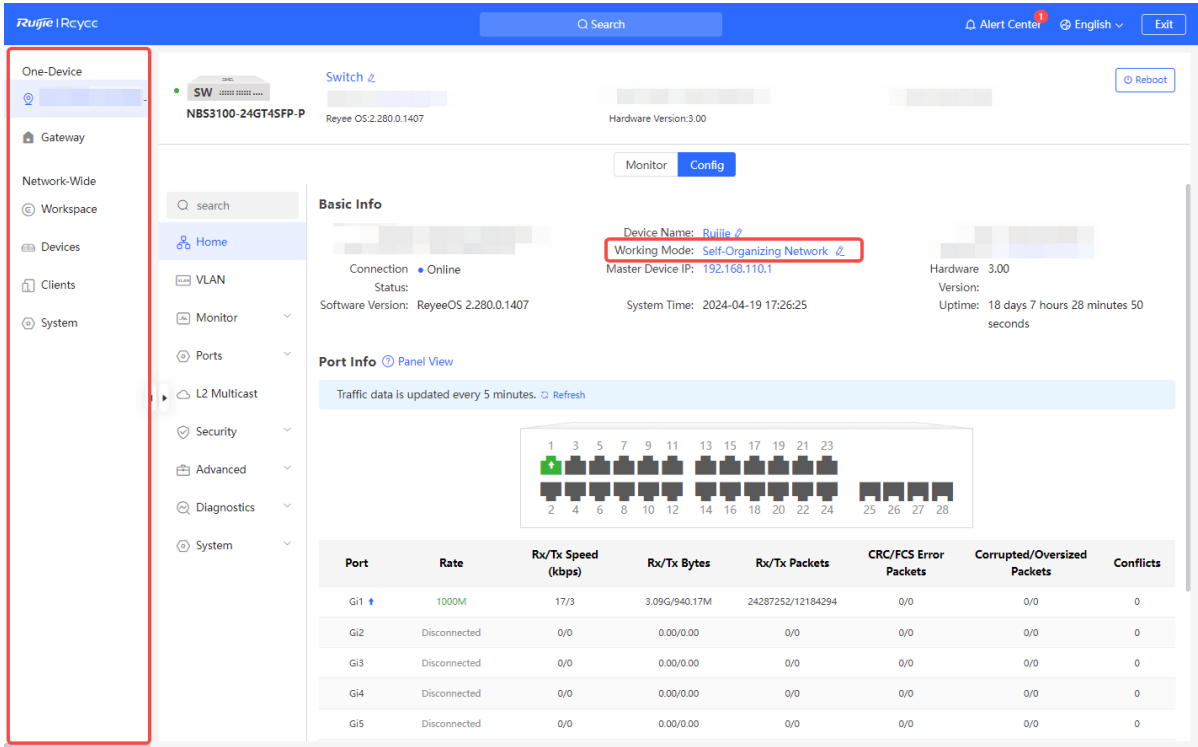 Ruijie | Rcycc
Search
Alert Center
1
English
Exit
One-Device
Gateway
Network-Wide
Workspace
Devices
Clients
System
SW
NBS3100-24GT4SFP-P
Switch
Reyee OS:2.280.0.1407
Hardware Version:3.00
Reboot
Monitor
Config
search
Home
VLAN
VLAN
Monitor
Ports
L2 Multicast
Security
Advanced
Diagnostics
System
Basic Info
Device Name: Ruijie
Working Mode: Self-Organizing Network
Connection Status: Online
Master Device IP: 192.168.110.1
Hardware Version: 3.00
Software Version: ReyeeOS 2.280.0.1407
System Time: 2024-04-19 17:26:25
Uptime: 18 days 7 hours 28 minutes 50
seconds
Port Info Panel View
Traffic data is updated every 5 minutes. Refresh
1 3 5 7 9 11 13 15 17 19 21 23
2 4 6 8 10 12 14 16 18 20 22 24 25 26 27 28
Port Rate Rx/Tx Speed (kbps) Rx/Tx Bytes Rx/Tx Packets CRC/FCS Error Packets Corrupted/Oversized Packets Conflicts
Gi1 1000M 17/3 3.09G/940.17M 24287252/12184294 0/0 0/0 0
Gi2 Disconnected 0/0 0.00/0.00 0/0 0/0 0/0 0
Gi3 Disconnected 0/0 0.00/0.00 0/0 0/0 0/0 0
Gi4 Disconnected 0/0 0.00/0.00 0/0 0/0 0/0 0
Gi5 Disconnected 0/0 0.00/0.00 0/0 0/0 0/0 0